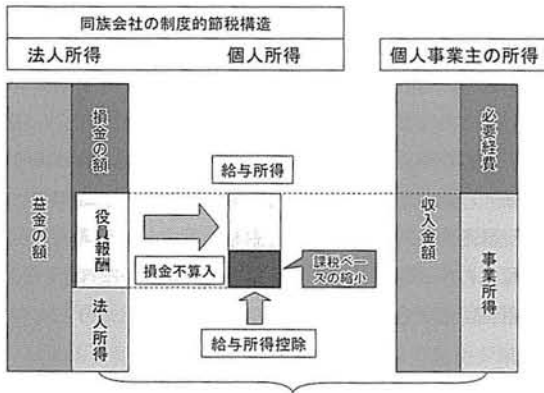 同族会社の制度的節税構造
法人所得
個人所得
個人事業主の所得
益金の額
損金の額
役員報酬
法人所得
損金不算入
給与所得
課税ベー
スの縮小
給与所得控除
収入金額
必要経費
事業所得